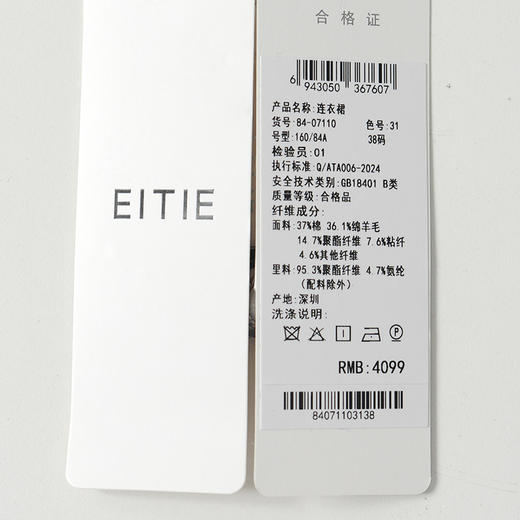 EITIE
合格证
6 943050 367607
产品名称:连衣裙
货号:84-07110 色号:31
号型:160/84A 38码
检验员:01
执行标准:Q/ATA006-2024
安全技术类别:GB18401 B类
质量等级:合格品
纤维成分:
面料:37%棉 36.1%绵羊毛
14.7%聚酯纤维 7.6%粘纤
4.6%其他纤维
里料:95.3%聚酯纤维 4.7%氨纶
(配料除外)
产地:深圳
洗涤说明:
RMB:4099
84071103138